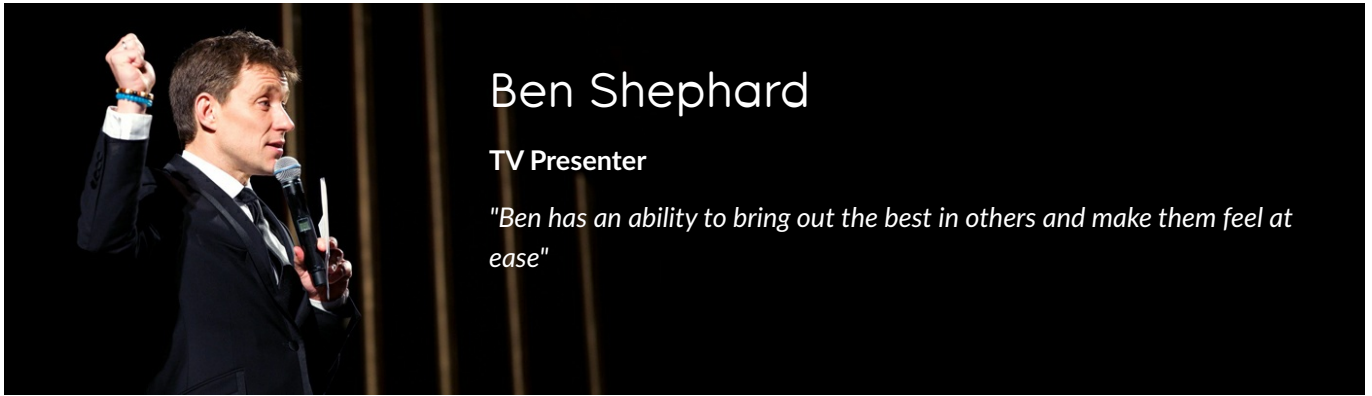 Ben Shephard
TV Presenter
"Ben has an ability to bring out the best in others and make them feel at
ease"